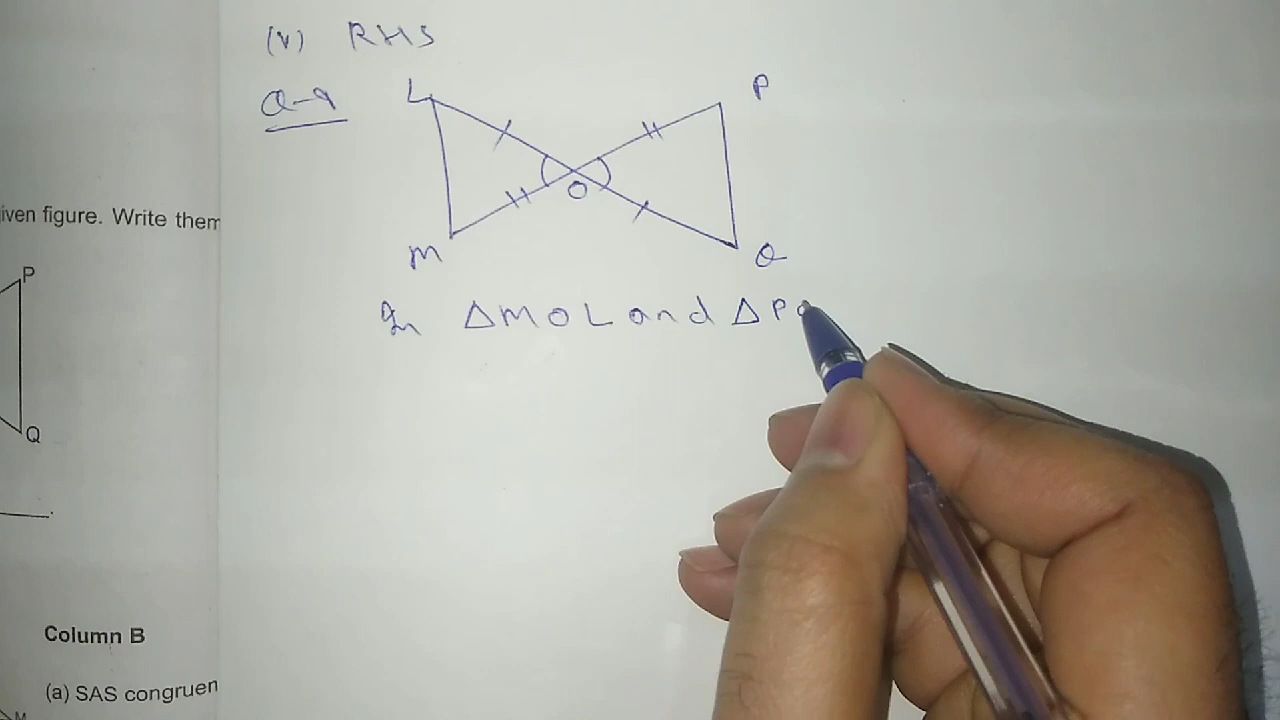 (V) RHS
Q-9
L
P
O
M
Q
In ΔMOL and ΔPO
iven figure. Write them
P
Q
Column B
(a) SAS congruen
M